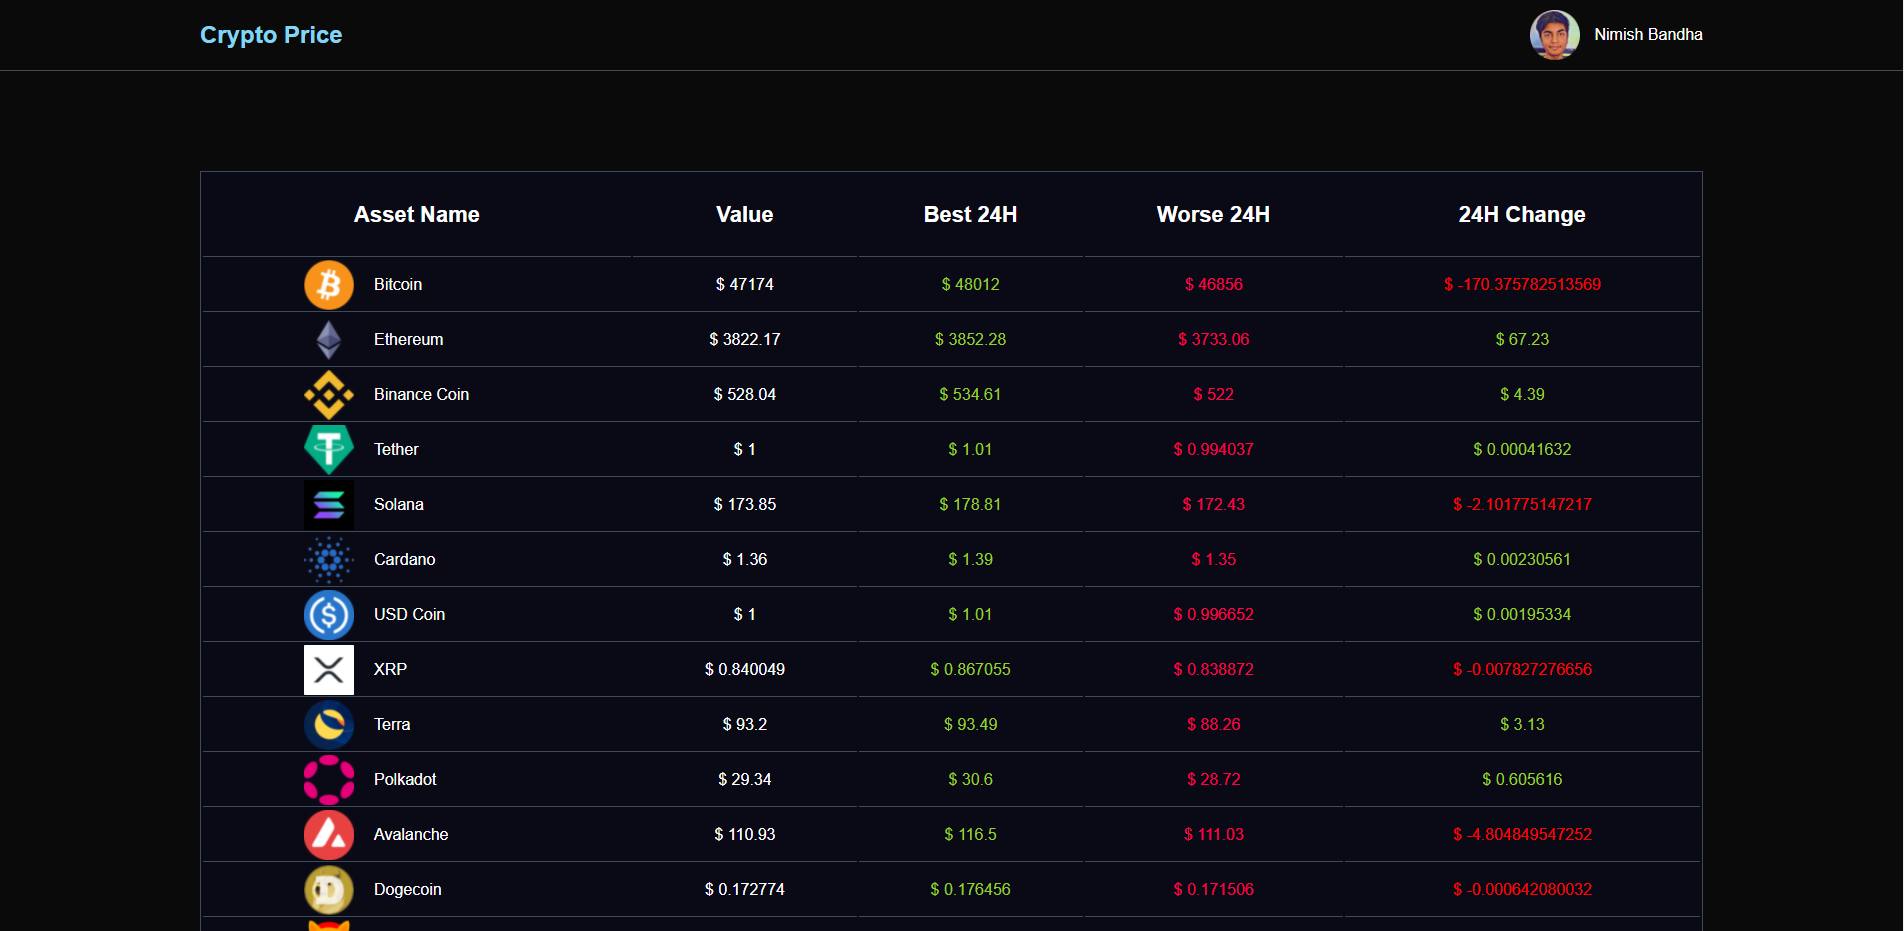 Crypto Price
Nimish Bandha
Asset Name Value Best 24H Worse 24H 24H Change
Bitcoin $ 47174 $ 48012 $ 46856 $ -170.375782513569
Ethereum $ 3822.17 $ 3852.28 $ 3733.06 $ 67.23
Binance Coin $ 528.04 $ 534.61 $ 522 $ 4.39
Tether $ 1 $ 1.01 $ 0.994037 $ 0.00041632
Solana $ 173.85 $ 178.81 $ 172.43 $ -2.101775147217
Cardano $ 1.36 $ 1.39 $ 1.35 $ 0.00230561
USD Coin $ 1 $ 1.01 $ 0.996652 $ 0.00195334
XRP $ 0.840049 $ 0.867055 $ 0.838872 $ -0.007827276656
Terra $ 93.2 $ 93.49 $ 88.26 $ 3.13
Polkadot $ 29.34 $ 30.6 $ 28.72 $ 0.605616
Avalanche $ 110.93 $ 116.5 $ 111.03 $ -4.804849547252
Dogecoin $ 0.172774 $ 0.176456 $ 0.171506 $ -0.000642080032